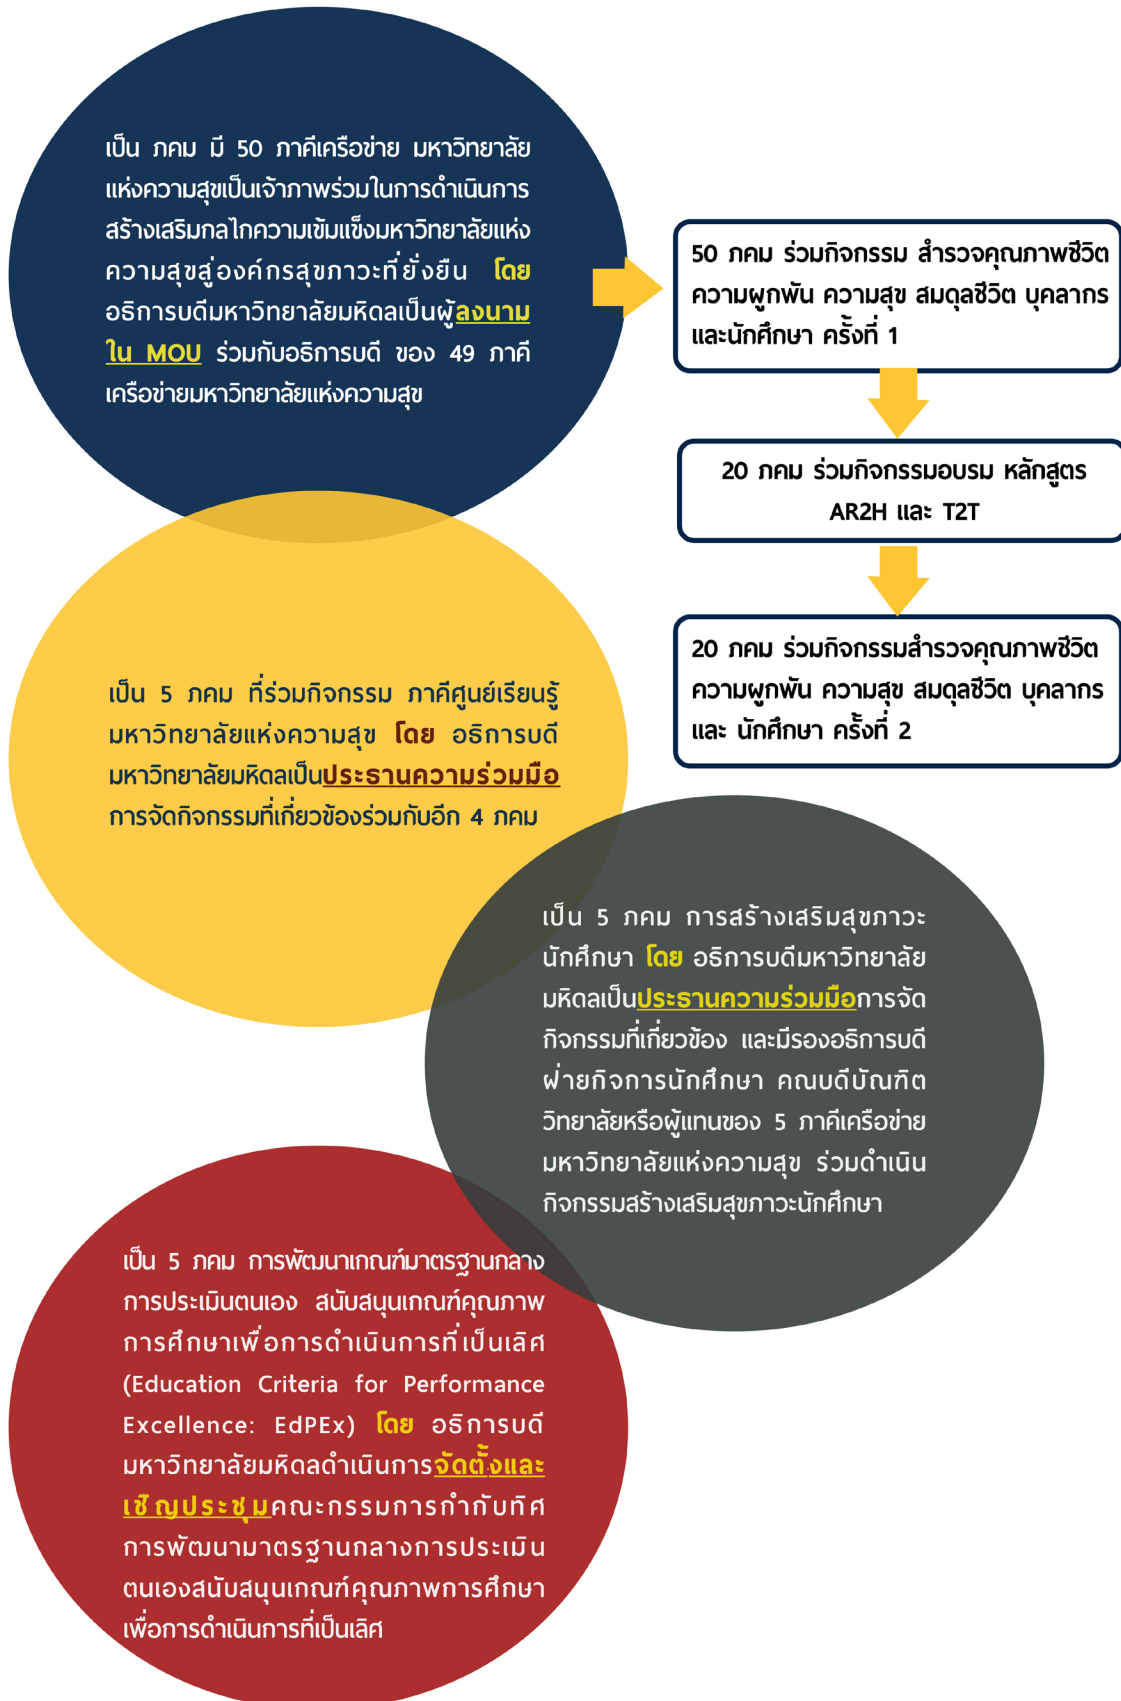 เป็น ภคม มี 50 ภาคีเครือข่าย มหาวิทยาลัย
แห่งความสุขเป็นเจ้าภาพร่วมในการดำเนินการ
สร้างเสริมกลไกความเข้มแข็งมหาวิทยาลัยแห่ง
ความสุขสู่องค์กรสุขภาวะที่ยั่งยืน โดย
อธิการบดีมหาวิทยาลัยมหิดลเป็นผู้ลงนาม
ใน MOU ร่วมกับอธิการบดี ของ 49 ภาคี
เครือข่ายมหาวิทยาลัยแห่งความสุข
50 ภคม ร่วมกิจกรรม สำรวจคุณภาพชีวิต
ความผูกพัน ความสุข สมดุลชีวิต บุคลากร
และนักศึกษา ครั้งที่ 1
20 ภคม ร่วมกิจกรรมอบรม หลักสูตร
AR2H และ T2T
20 ภคม ร่วมกิจกรรมสำรวจคุณภาพชีวิต
ความผูกพัน ความสุข สมดุลชีวิต บุคลากร
และ นักศึกษา ครั้งที่ 2
เป็น 5 ภคม ที่ร่วมกิจกรรม ภาคีศูนย์เรียนรู้
มหาวิทยาลัยแห่งความสุข โดย อธิการบดี
มหาวิทยาลัยมหิดลเป็นประธานความร่วมมือ
การจัดกิจกรรมที่เกี่ยวข้องร่วมกับอีก 4 ภคม
เป็น 5 ภคม การสร้างเสริมสุขภาวะ
นักศึกษา โดย อธิการบดีมหาวิทยาลัย
มหิดลเป็นประธานความร่วมมือการจัด
กิจกรรมที่เกี่ยวข้อง และมีรองอธิการบดี
ฝ่ายกิจการนักศึกษา คณบดีบัณฑิต
วิทยาลัยหรือผู้แทนของ 5 ภาคีเครือข่าย
มหาวิทยาลัยแห่งความสุข ร่วมดำเนิน
กิจกรรมสร้างเสริมสุขภาวะนักศึกษา
เป็น 5 ภคม การพัฒนาเกณฑ์มาตรฐานกลาง
การประเมินตนเอง สนับสนุนเกณฑ์คุณภาพ
การศึกษาเพื่อการดำเนินการที่เป็นเลิศ
(Education Criteria for Performance
Excellence: EdPEx) โดย อธิการบดี
มหาวิทยาลัยมหิดลดำเนินการจัดตั้งและ
เชิญประชุมคณะกรรมการกำกับทิศ
การพัฒนามาตรฐานกลางการประเมิน
ตนเองสนับสนุนเกณฑ์คุณภาพการศึกษา
เพื่อการดำเนินการที่เป็นเลิศ